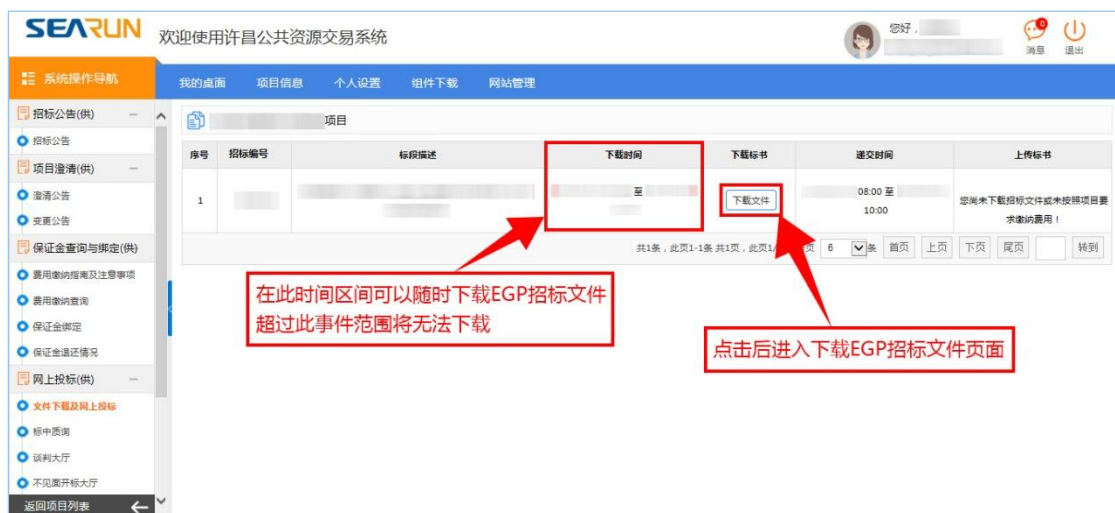 SEARUN
欢迎使用许昌公共资源交易系统
您好，
消息
退出
系统操作导航
我的桌面 项目信息 个人设置 组件下载 网站管理
招标公告(供)
招标公告
项目澄清(供)
澄清公告
变更公告
保证金查询与绑定(供)
费用缴纳指南及注意事项
费用缴纳查询
保证金绑定
保证金退还情况
网上投标(供)
文件下载及网上投标
标中质询
谈判大厅
不见面开标大厅
返回项目列表
项目
序号 招标编号 标段描述 下载时间 下载标书 递交时间 上传标书
1 至 下载文件 08:00 至
10:00
您尚未下载招标文件或未按照项目要
求缴纳费用！
共1条，此页1-1条 共1页，此页1/ 页 6 条 首页 上页 下页 尾页 转到
在此时间区间可以随时下载EGP招标文件
超过此事件范围将无法下载
点击后进入下载EGP招标文件页面